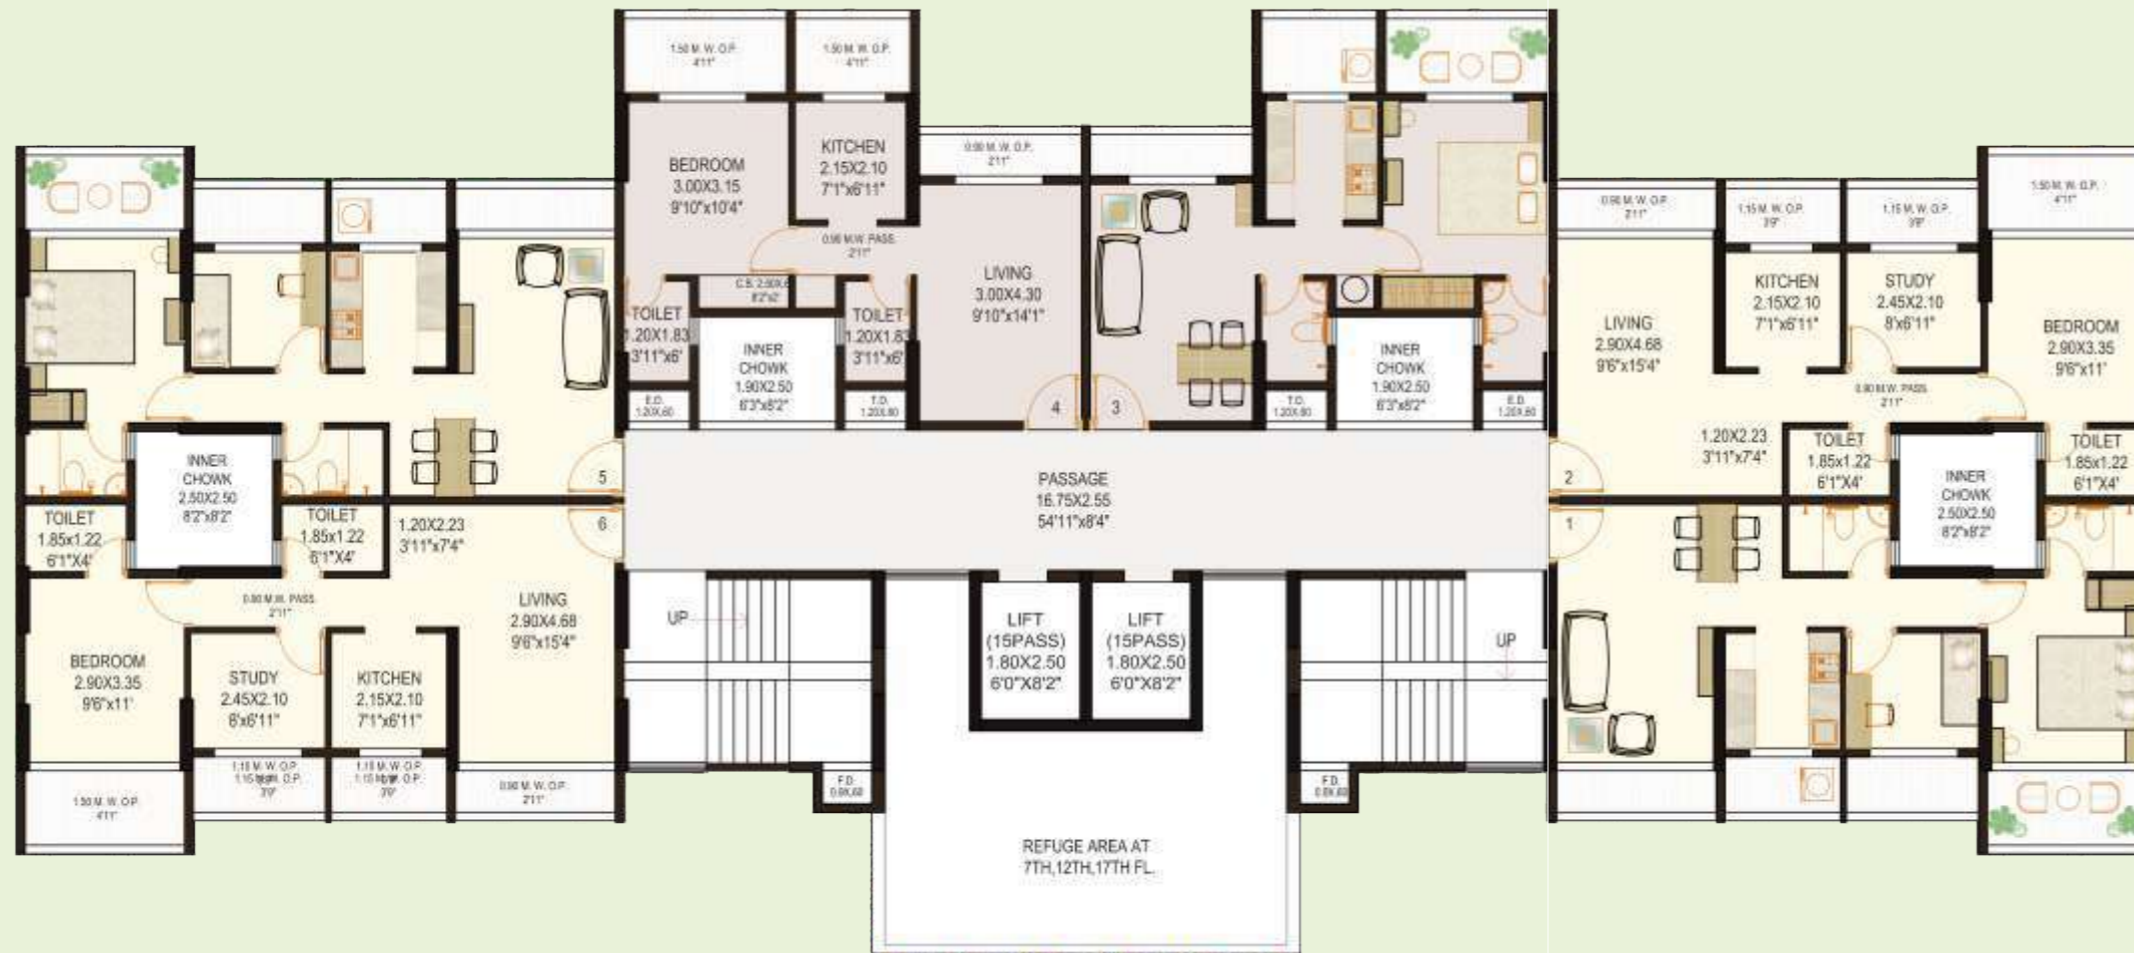 1.50 M. W. O.P.
4'11"
1.50 M. W. O.P.
4'11"
BEDROOM
3.00X3.15
9'10"x10'4"
KITCHEN
2.15X2.10
7'1"x6'11"
0.90 M. W. O.P.
2'11"
0.90 M.W. PASS.
2'11"
LIVING
3.00X4.30
9'10"x14'1"
TOILET
1.20X1.83
3'11"x6'
TOILET
1.20X1.83
3'11"x6'
INNER
CHOWK
1.90X2.50
6'3"x8'2"
E.D.
1.20X.60
T.D.
1.20X.60
4
3
INNER
CHOWK
1.90X2.50
6'3"x8'2"
T.D.
1.20X.60
E.D.
1.20X.60
0.90 M. W. O.P.
2'11"
1.15 M. W. O.P.
3'9"
1.15 M. W. O.P.
3'9"
1.50 M. W. O.P.
4'11"
LIVING
2.90X4.68
9'6"x15'4"
KITCHEN
2.15X2.10
7'1"x6'11"
STUDY
2.45X2.10
8'x6'11"
BEDROOM
2.90X3.35
9'6"x11'
0.90 M.W. PASS.
2'11"
1.20X2.23
3'11"x7'4"
TOILET
1.85x1.22
6'1"X4'
INNER
CHOWK
2.50X2.50
8'2"x8'2"
TOILET
1.85x1.22
6'1"X4'
2
1
INNER
CHOWK
2.50X2.50
8'2"x8'2"
5
6
TOILET
1.85x1.22
6'1"X4'
TOILET
1.85x1.22
6'1"X4'
1.20X2.23
3'11"x7'4"
PASSAGE
16.75X2.55
54'11"x8'4"
0.90 M.W. PASS.
2'11"
LIVING
2.90X4.68
9'6"x15'4"
BEDROOM
2.90X3.35
9'6"x11'
STUDY
2.45X2.10
8'x6'11"
KITCHEN
2.15X2.10
7'1"x6'11"
UP
LIFT
(15PASS)
1.80X2.50
6'0"X8'2"
LIFT
(15PASS)
1.80X2.50
6'0"X8'2"
UP
1.50 M. W. O.P.
4'11"
0.90 M. W. O.P.
2'11"
F.D.
F.D.
REFUGE AREA AT
7TH,12TH,17TH FL.